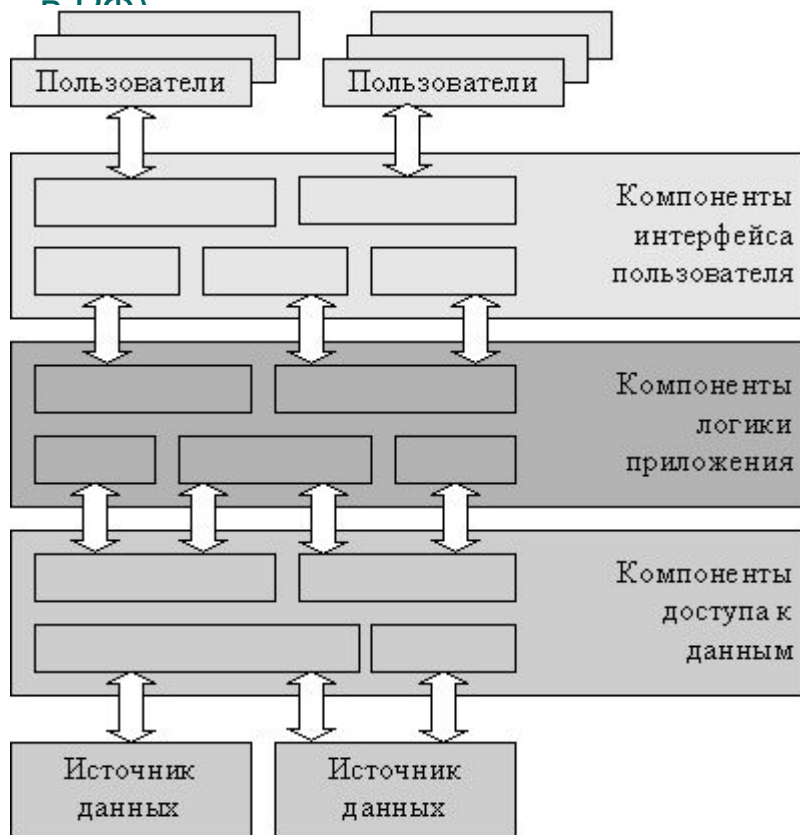 Пользователи
Пользователи
Компоненты
интерфейса
пользователя
Компоненты
логики
приложения
Компоненты
доступа к
данным
Источник
данных
Источник
данных